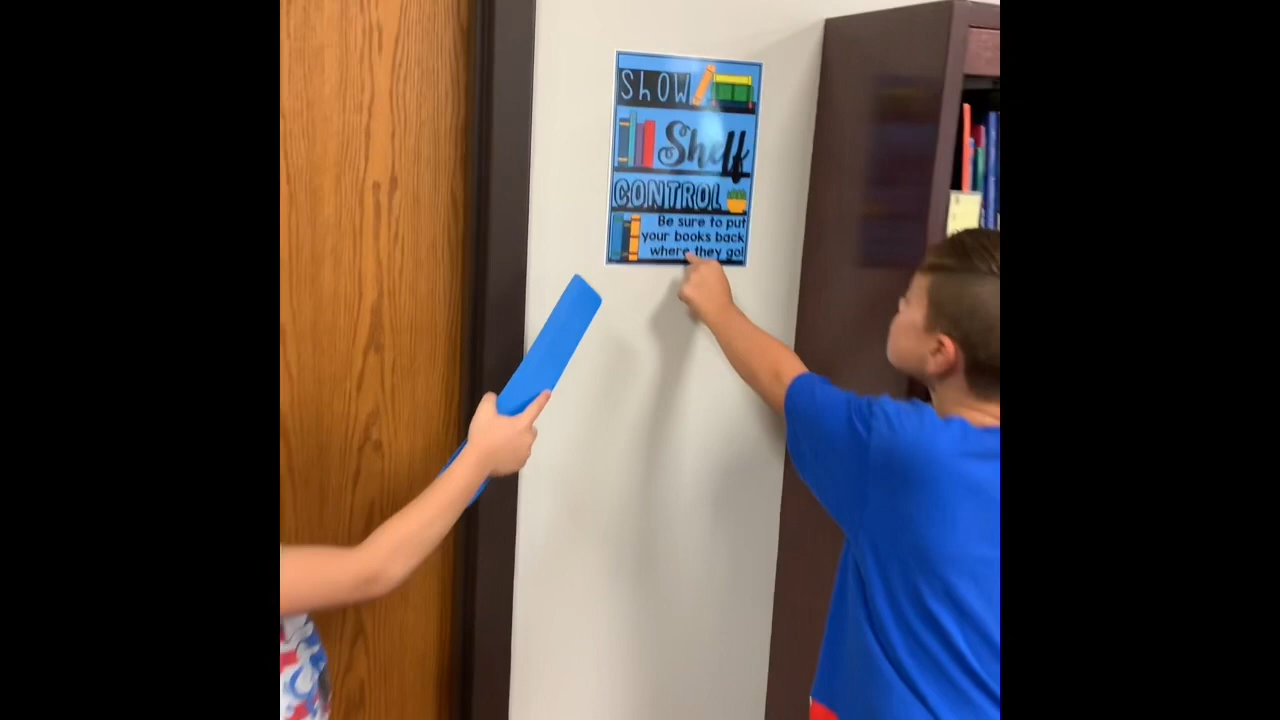 ShOW
Shelf
CONTROL
Be sure to put
your books back
where they go!